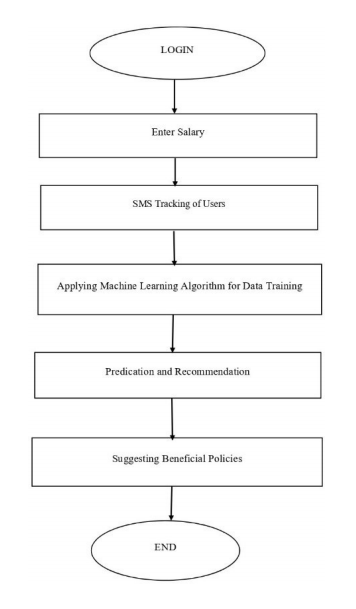 LOGIN
Enter Salary
SMS Tracking of Users
Applying Machine Learning Algorithm for Data Training
Predication and Recommendation
Suggesting Beneficial Policies
END